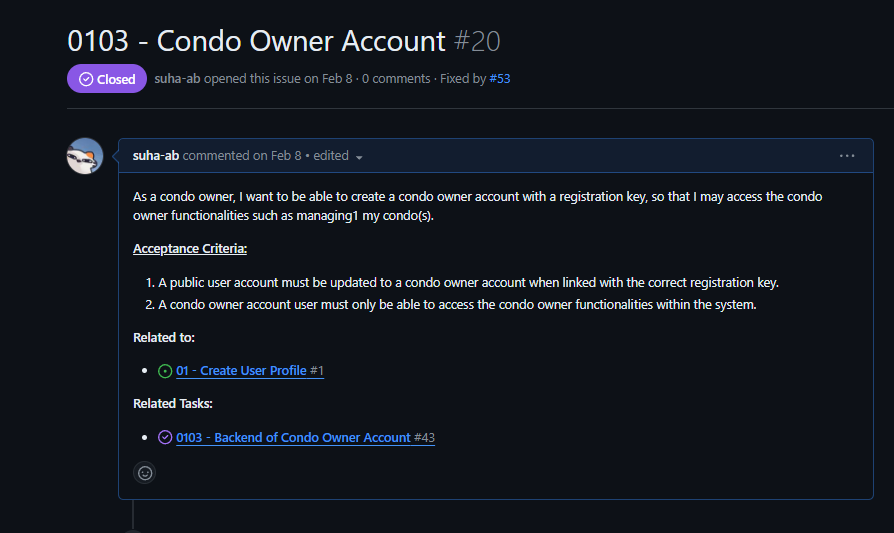 0103 - Condo Owner Account #20
Closed suha-ab opened this issue on Feb 8 · 0 comments · Fixed by #53
suha-ab commented on Feb 8 • edited
As a condo owner, I want to be able to create a condo owner account with a registration key, so that I may access the condo
owner functionalities such as managing1 my condo(s).
Acceptance Criteria:
1. A public user account must be updated to a condo owner account when linked with the correct registration key.
2. A condo owner account user must only be able to access the condo owner functionalities within the system.
Related to:
• 01 - Create User Profile #1
Related Tasks:
• 0103 - Backend of Condo Owner Account #43